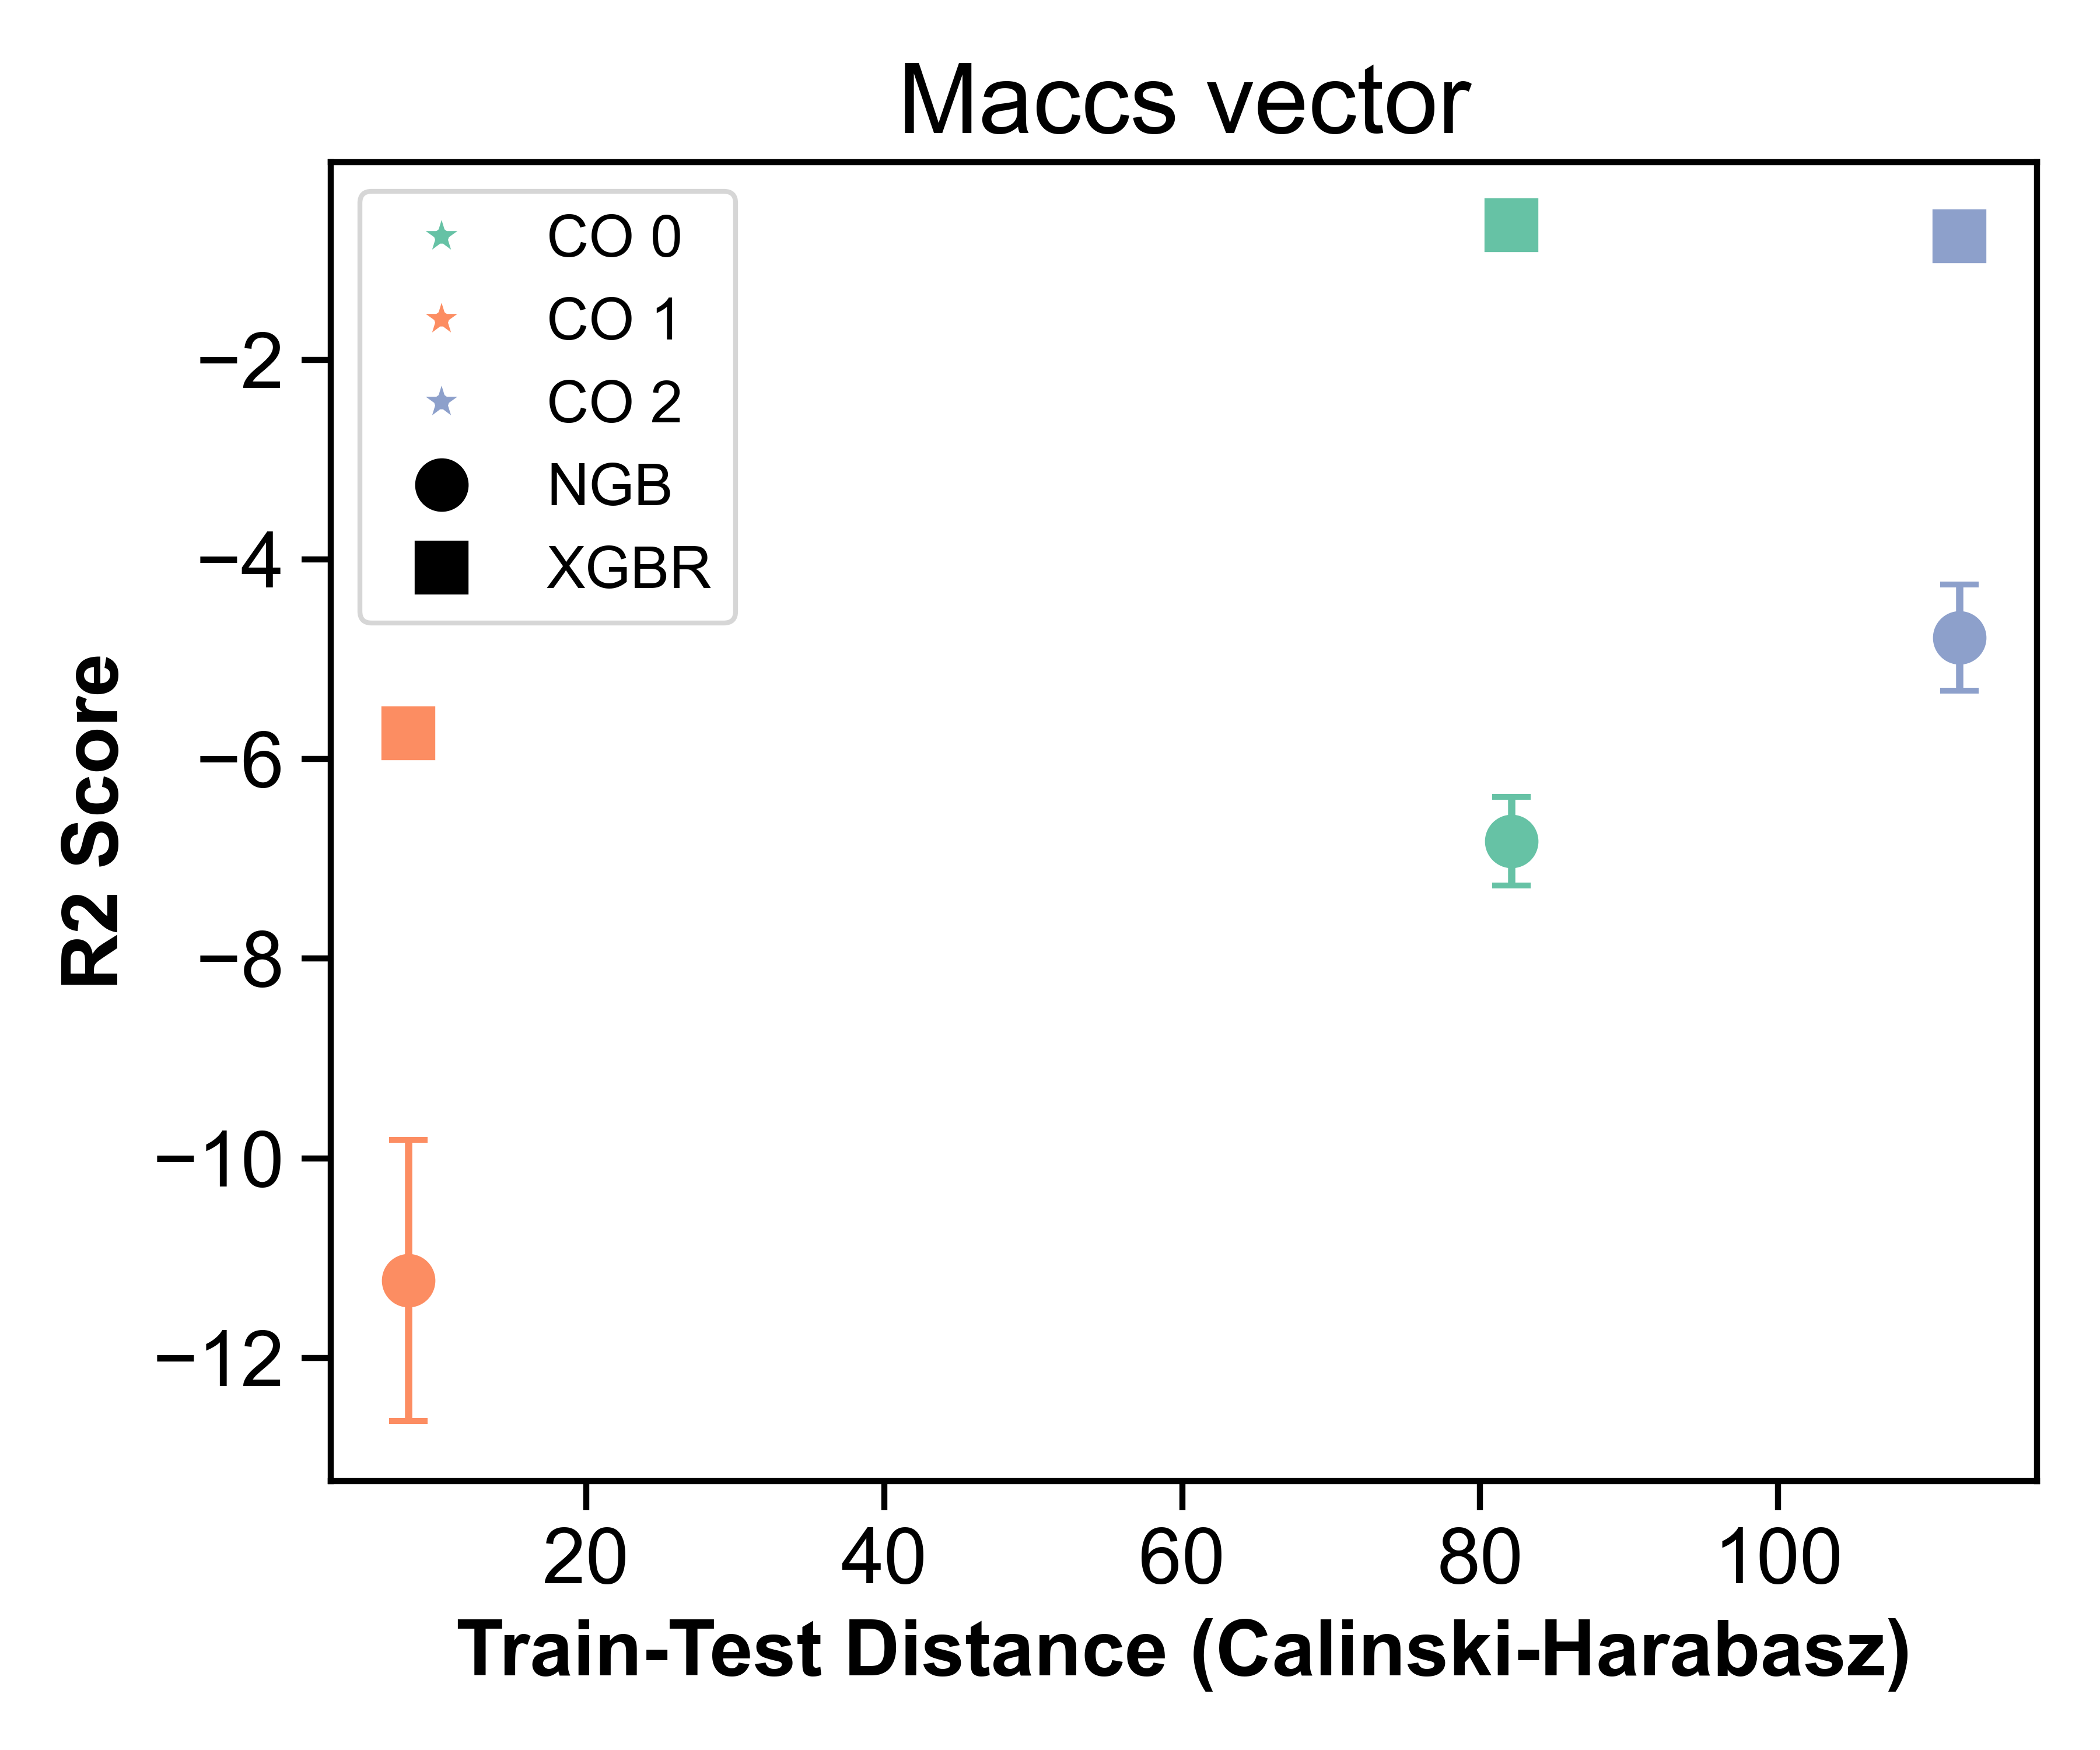 Maccs vector
CO 0
CO 1
CO 2
NGB
XGBR
R2 Score
−2
−4
−6
−8
−10
−12
20 40 60 80 100
Train-Test Distance (Calinski-Harabasz)